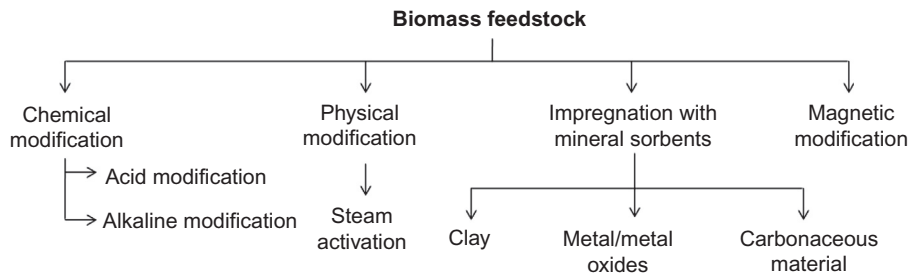 Biomass feedstock
Chemical
modification
Physical
modification
Impregnation with
mineral sorbents
Magnetic
modification
Acid modification
Alkaline modification
Steam
activation
Clay
Metal/metal
oxides
Carbonaceous
material